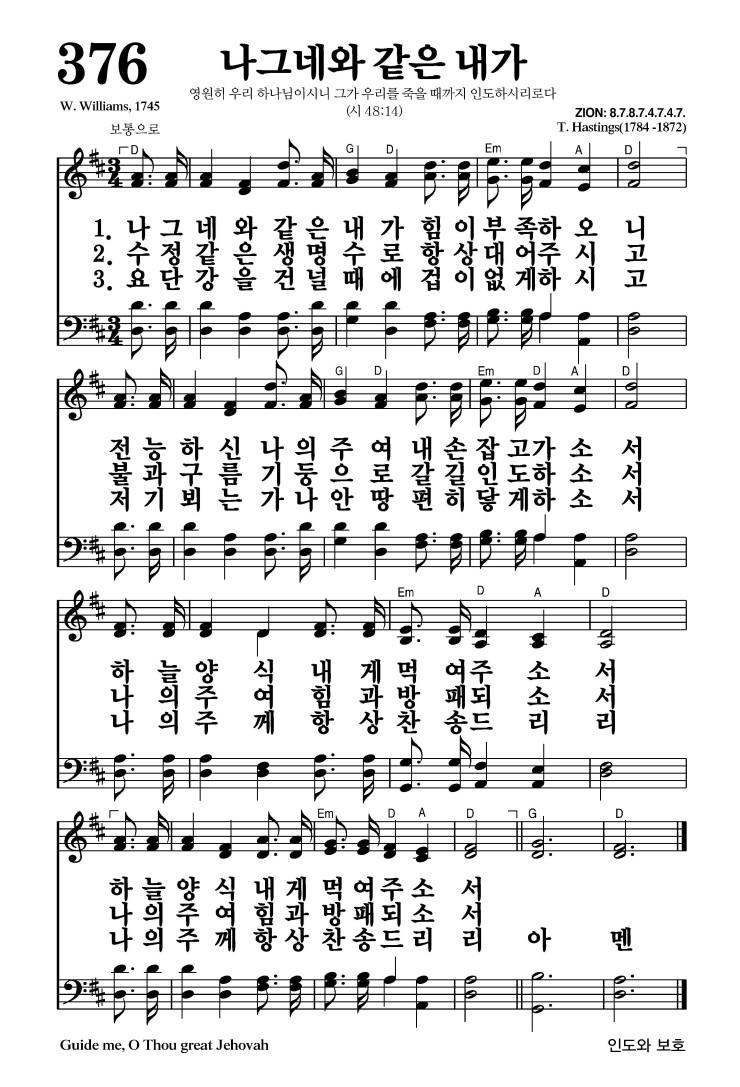 376
나그네와 같은 내가
영원히 우리 하나님이시니 그가 우리를 죽을 때까지 인도하시리로다
(시 48:14)
W. Williams, 1745
ZION: 8.7.8.7.4.7.4.7.
T. Hastings(1784 -1872)
보통으로
D G D Em A D
1. 나 그 네 와 같 은 내 가 힘 이 부 족하 오 니
2. 수 정 같 은 생 명 수 로 항 상 대 어주 시 고
3. 요 단 강 을 건 널 때 에 겁 이 없 게하 시 고
G D Em D A D
전 능 하 신 나 의 주 여 내 손 잡 고가 소 서
불 과 구 름 기 둥 으 로 갈 길 인 도하 소 서
저 기 뵈 는 가 나 안 땅 편 히 닿 게하 소 서
Em D A D
하 늘 양 식 내 게 먹 여주 소 서
나 의 주 여 힘 과 방 패되 소 서
나 의 주 께 항 상 찬 송드 리 리
Em D A D G D
하 늘 양 식 내 게 먹 여주 소 서
나 의 주 여 힘 과 방 패되 소 서
나 의 주 께 항 상 찬 송드 리 리 아 멘
Guide me, O Thou great Jehovah
인도와 보호